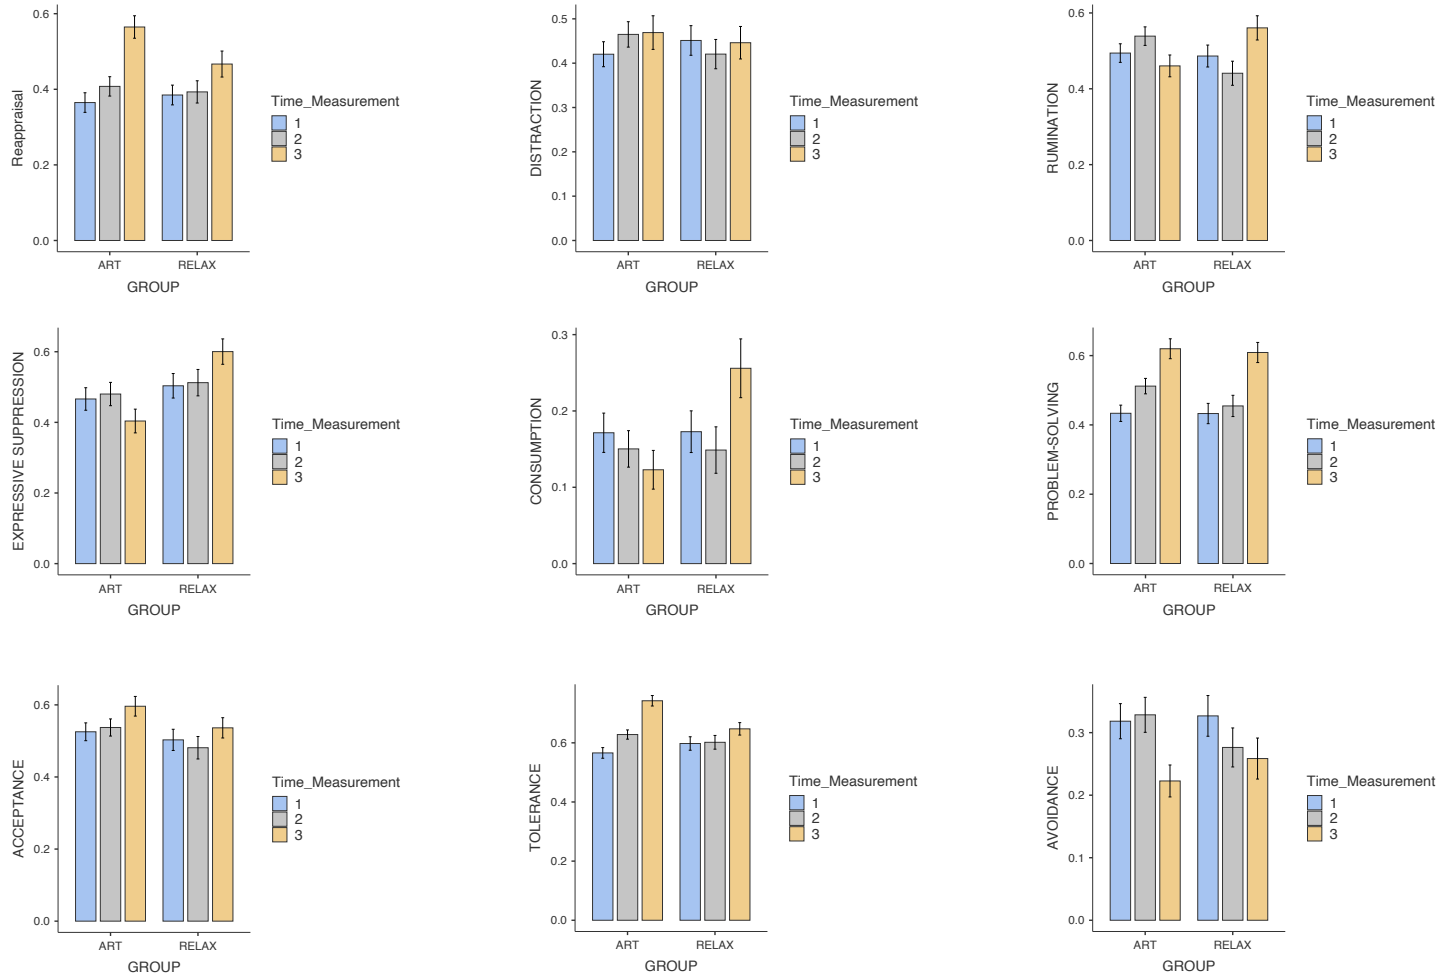 Reappraisal
0.6
0.4
0.2
0.0
ART RELAX
GROUP
Time_Measurement
1
2
3
DISTRACTION
0.5
0.4
0.3
0.2
0.1
0.0
ART RELAX
GROUP
Time_Measurement
1
2
3
RUMINATION
0.6
0.4
0.2
0.0
ART RELAX
GROUP
Time_Measurement
1
2
3
EXPRESSIVE SUPPRESSION
0.6
0.4
0.2
0.0
ART RELAX
GROUP
Time_Measurement
1
2
3
CONSUMPTION
0.3
0.2
0.1
0.0
ART RELAX
GROUP
Time_Measurement
1
2
3
PROBLEM-SOLVING
0.6
0.4
0.2
0.0
ART RELAX
GROUP
Time_Measurement
1
2
3
ACCEPTANCE
0.6
0.4
0.2
0.0
ART RELAX
GROUP
Time_Measurement
1
2
3
TOLERANCE
0.6
0.4
0.2
0.0
ART RELAX
GROUP
Time_Measurement
1
2
3
AVOIDANCE
0.3
0.2
0.1
0.0
ART RELAX
GROUP
Time_Measurement
1
2
3